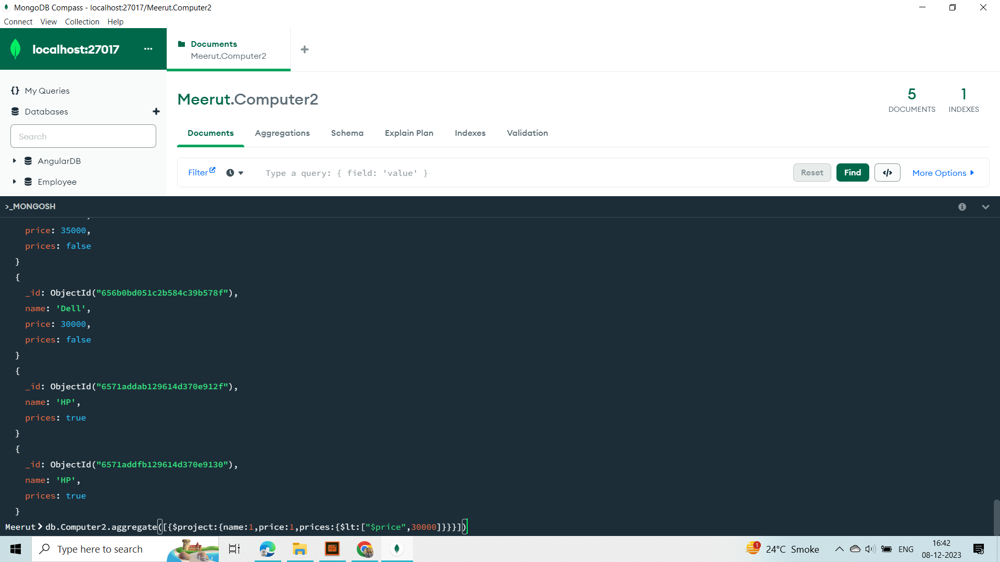 MongoDB Compass - localhost:27017/Meerut.Computer2
Connect View Collection Help
localhost:27017 ...
Documents
Meerut.Computer2
My Queries
Databases
Search
AngularDB
Employee
Meerut.Computer2
5
DOCUMENTS
1
INDEXES
Documents Aggregations Schema Explain Plan Indexes Validation
Filter Type a query: { field: 'value' } Reset Find </> More Options
>_MONGOSH
price: 35000,
prices: false
}
{
_id: ObjectId("656b0bd051c2b584c39b578f"),
name: 'Dell',
price: 30000,
prices: false
}
{
_id: ObjectId("6571addab129614d370e912f"),
name: 'HP',
prices: true
}
{
_id: ObjectId("6571addfb129614d370e9130"),
name: 'HP',
prices: true
}
Meerut> db.Computer2.aggregate([{$project:{name:1,price:1,prices:{$lt:["$price",30000]}}}])
Type here to search
1
24°C Smoke
ENG
16:42
08-12-2023